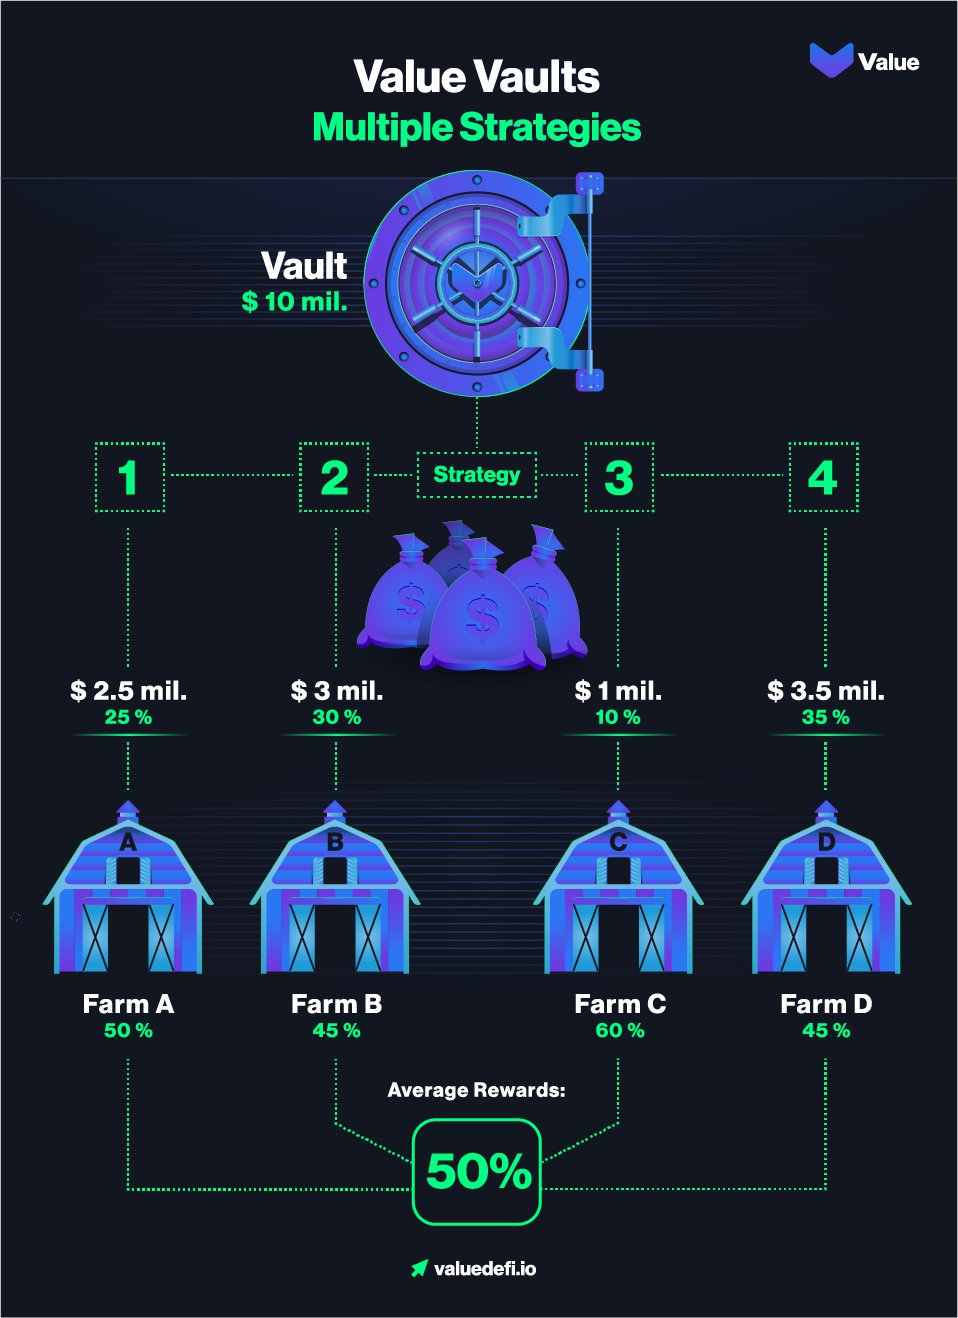 Value
Value Vaults
Multiple Strategies
Vault
$ 10 mil.
1
2
Strategy
3
4
$
$
$
$ 2.5 mil.
25 %
$ 3 mil.
30 %
$ 1 mil.
10 %
$ 3.5 mil.
35 %
A
B
C
D
Farm A
50 %
Farm B
45 %
Farm C
60 %
Farm D
45 %
Average Rewards:
50%
valuedefi.io